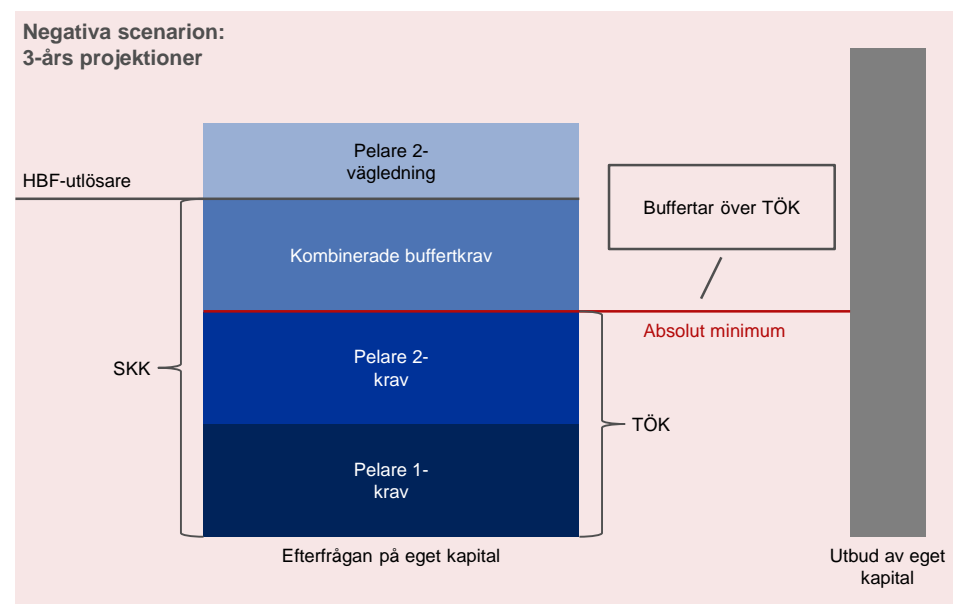 Negativa scenarion:
3-års projektioner
Pelare 2-
vägledning
HBF-utlösare
Buffertar över TÖK
Kombinerade buffertkrav
Absolut minimum
Pelare 2-
krav
SKK
TÖK
Pelare 1-
krav
Efterfrågan på eget kapital
Utbud av eget
kapital